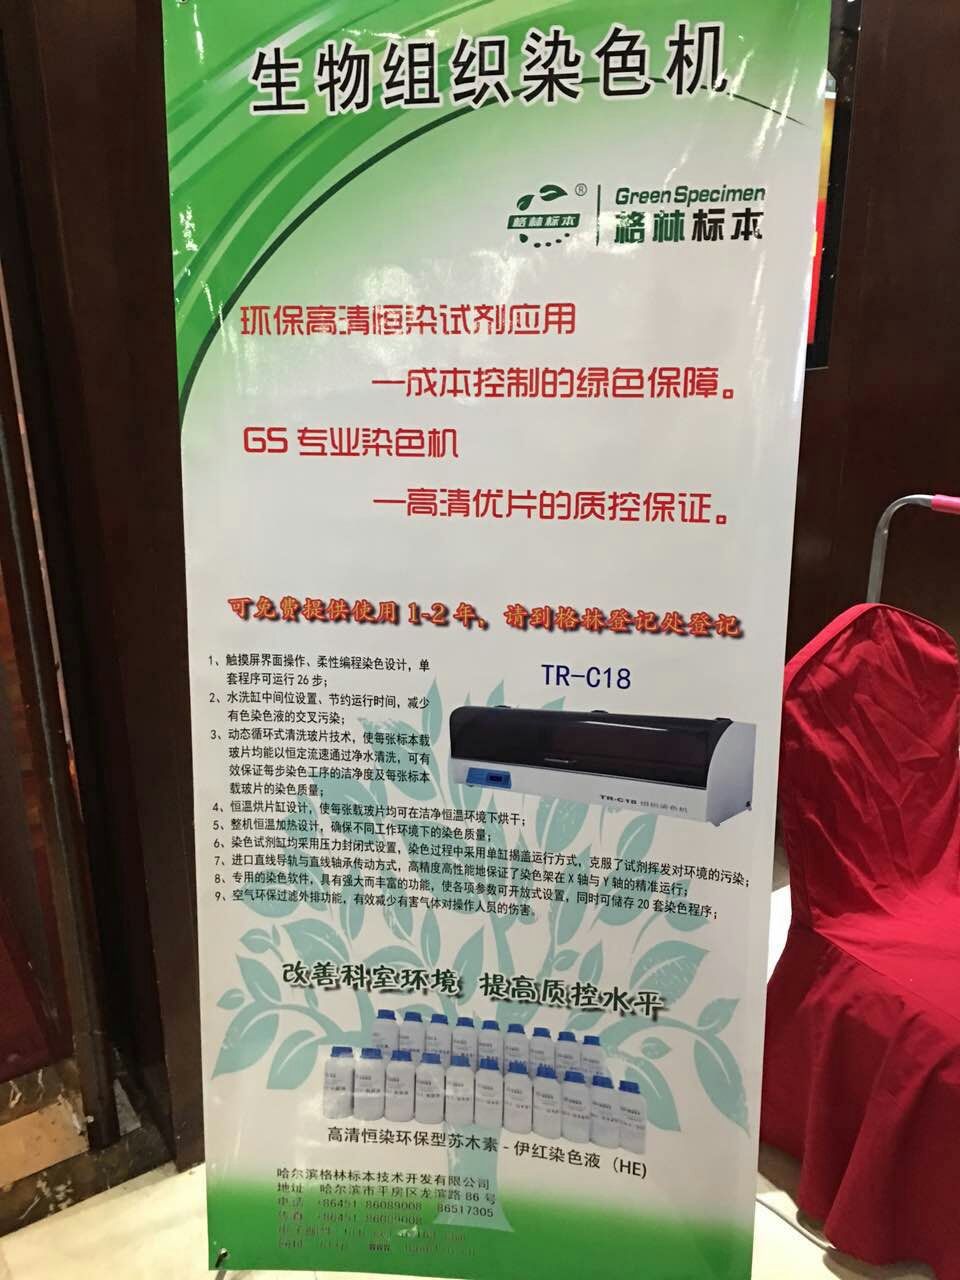 生物组织染色机
格林标本
®
Green Specimen
格林标本
环保高清恒染试剂应用
—成本控制的绿色保障。
GS 专业染色机
—高清优片的质控保证。
可免费提供使用 1-2 年，请到格林登记处登记
TR-C18
1、触摸屏界面操作、柔性编程染色设计，单
套程序可运行 26 步；
2、水洗缸中间位设置、节约运行时间，减少
有色染色液的交叉污染；
3、动态循环式清洗玻片技术，使每张标本载
玻片均能以恒定流速通过净水清洗，可有
效保证每步染色工序的洁净度及每张标本
载玻片的染色质量；
4、恒温烘片缸设计，使每张载玻片均可在洁净恒温环境下烘干；
5、整机恒温加热设计，确保不同工作环境下的染色质量；
6、染色试剂缸均采用压力封闭式设置，染色过程中采用单缸揭盖运行方式，克服了试剂挥发对环境的污染；
7、进口直线导轨与直线轴承传动方式，高精度高性能地保证了染色架在 X 轴与 Y 轴的精准运行；
8、专用的染色软件，具有强大而丰富的功能，使各项参数可开放式设置，同时可储存 20 套染色程序；
9、空气环保过滤外排功能，有效减少有害气体对操作人员的伤害。
TR-C18 组织染色机
改善科室环境 提高质控水平
高清恒染环保型苏木素-伊红染色液（HE)
哈尔滨格林标本技术开发有限公司
地址 哈尔滨市平房区龙滨路 86 号
电话 +86451 86089008 86517305
传真 +86451 86089008